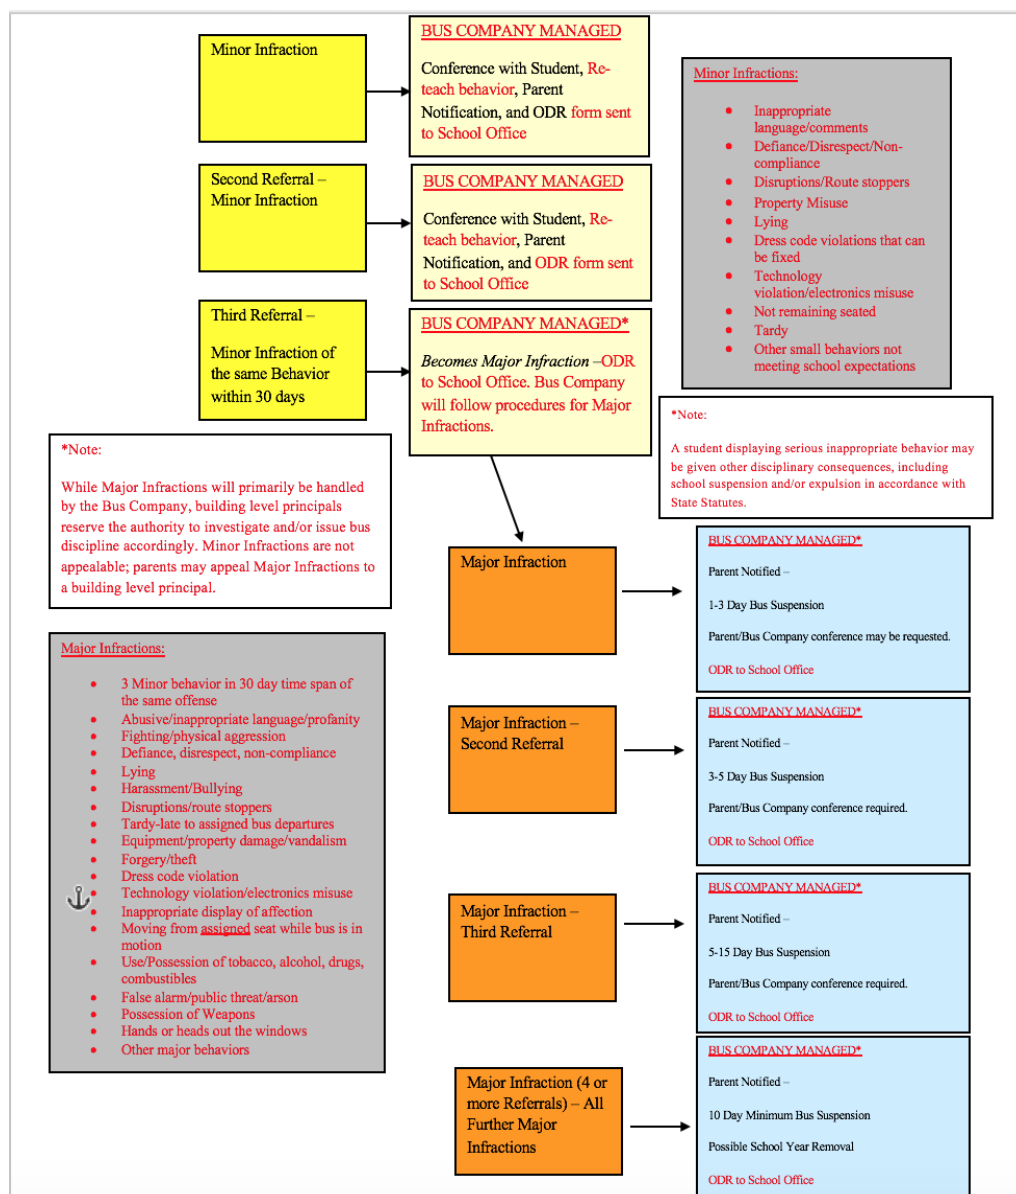 Minor Infraction
BUS COMPANY MANAGED
Conference with Student, Re-
teach behavior, Parent
Notification, and ODR form sent
to School Office
Minor Infractions:
• Inappropriate
language/comments
• Defiance/Disrespect/Non-
compliance
• Disruptions/Route stoppers
• Property Misuse
• Lying
• Dress code violations that can
be fixed
• Technology
violation/electronics misuse
• Not remaining seated
• Tardy
• Other small behaviors not
meeting school expectations
Second Referral –
Minor Infraction
BUS COMPANY MANAGED
Conference with Student, Re-
teach behavior, Parent
Notification, and ODR form sent
to School Office
Third Referral –
Minor Infraction of
the same Behavior
within 30 days
BUS COMPANY MANAGED*
Becomes Major Infraction –ODR
to School Office. Bus Company
will follow procedures for Major
Infractions.
*Note:
A student displaying serious inappropriate behavior may
be given other disciplinary consequences, including
school suspension and/or expulsion in accordance with
State Statutes.
*Note:
While Major Infractions will primarily be handled
by the Bus Company, building level principals
reserve the authority to investigate and/or issue bus
discipline accordingly. Minor Infractions are not
appealable; parents may appeal Major Infractions to
a building level principal.
Major Infraction
BUS COMPANY MANAGED*
Parent Notified –
1-3 Day Bus Suspension
Parent/Bus Company conference may be requested.
ODR to School Office
Major Infractions:
• 3 Minor behavior in 30 day time span of
the same offense
• Abusive/inappropriate language/profanity
• Fighting/physical aggression
• Defiance, disrespect, non-compliance
• Lying
• Harassment/Bullying
• Disruptions/route stoppers
• Tardy-late to assigned bus departures
• Equipment/property damage/vandalism
• Forgery/theft
• Dress code violation
• Technology violation/electronics misuse
• Inappropriate display of affection
• Moving from assigned seat while bus is in
motion
• Use/Possession of tobacco, alcohol, drugs,
combustibles
• False alarm/public threat/arson
• Possession of Weapons
• Hands or heads out the windows
• Other major behaviors
Major Infraction –
Second Referral
BUS COMPANY MANAGED*
Parent Notified –
3-5 Day Bus Suspension
Parent/Bus Company conference required.
ODR to School Office
Major Infraction –
Third Referral
BUS COMPANY MANAGED*
Parent Notified –
5-15 Day Bus Suspension
Parent/Bus Company conference required.
ODR to School Office
Major Infraction (4 or
more Referrals) – All
Further Major
Infractions
BUS COMPANY MANAGED*
Parent Notified –
10 Day Minimum Bus Suspension
Possible School Year Removal
ODR to School Office